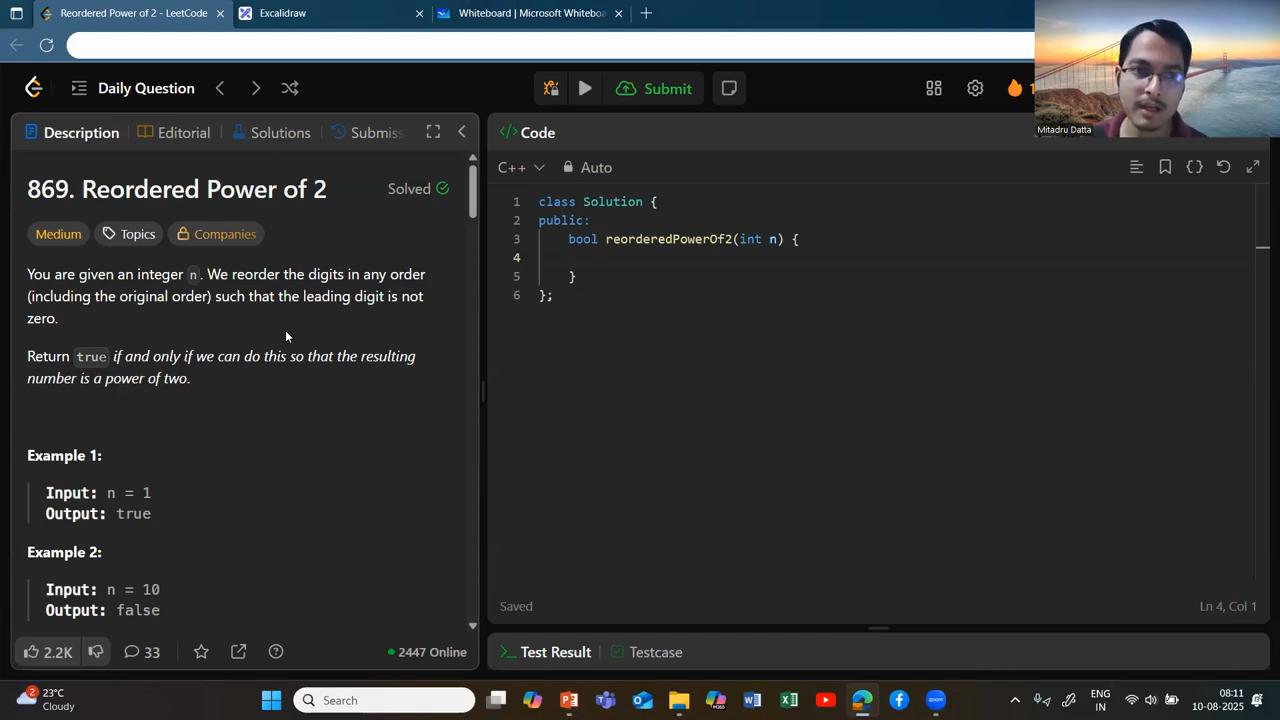 Reordered Power of 2 - LeetCode
Excalidraw
Whiteboard | Microsoft Whiteboa
Daily Question
Submit
1
Description
Editorial
Solutions
Submiss
Code
C++
Auto
869. Reordered Power of 2
Solved
Medium
Topics
Companies
You are given an integer n. We reorder the digits in any order
(including the original order) such that the leading digit is not
zero.
Return true if and only if we can do this so that the resulting
number is a power of two.
Example 1:
Input: n = 1
Output: true
Example 2:
Input: n = 10
Output: false
1 class Solution {
2 public:
3 bool reorderedPowerOf2(int n) {
4
5 }
6 };
Saved
Ln 4, Col 1
2.2K
33
2447 Online
Test Result
Testcase
Mitadru Datta
2
23°C
Cloudy
Search
ENG
IN
08:11
10-08-2025